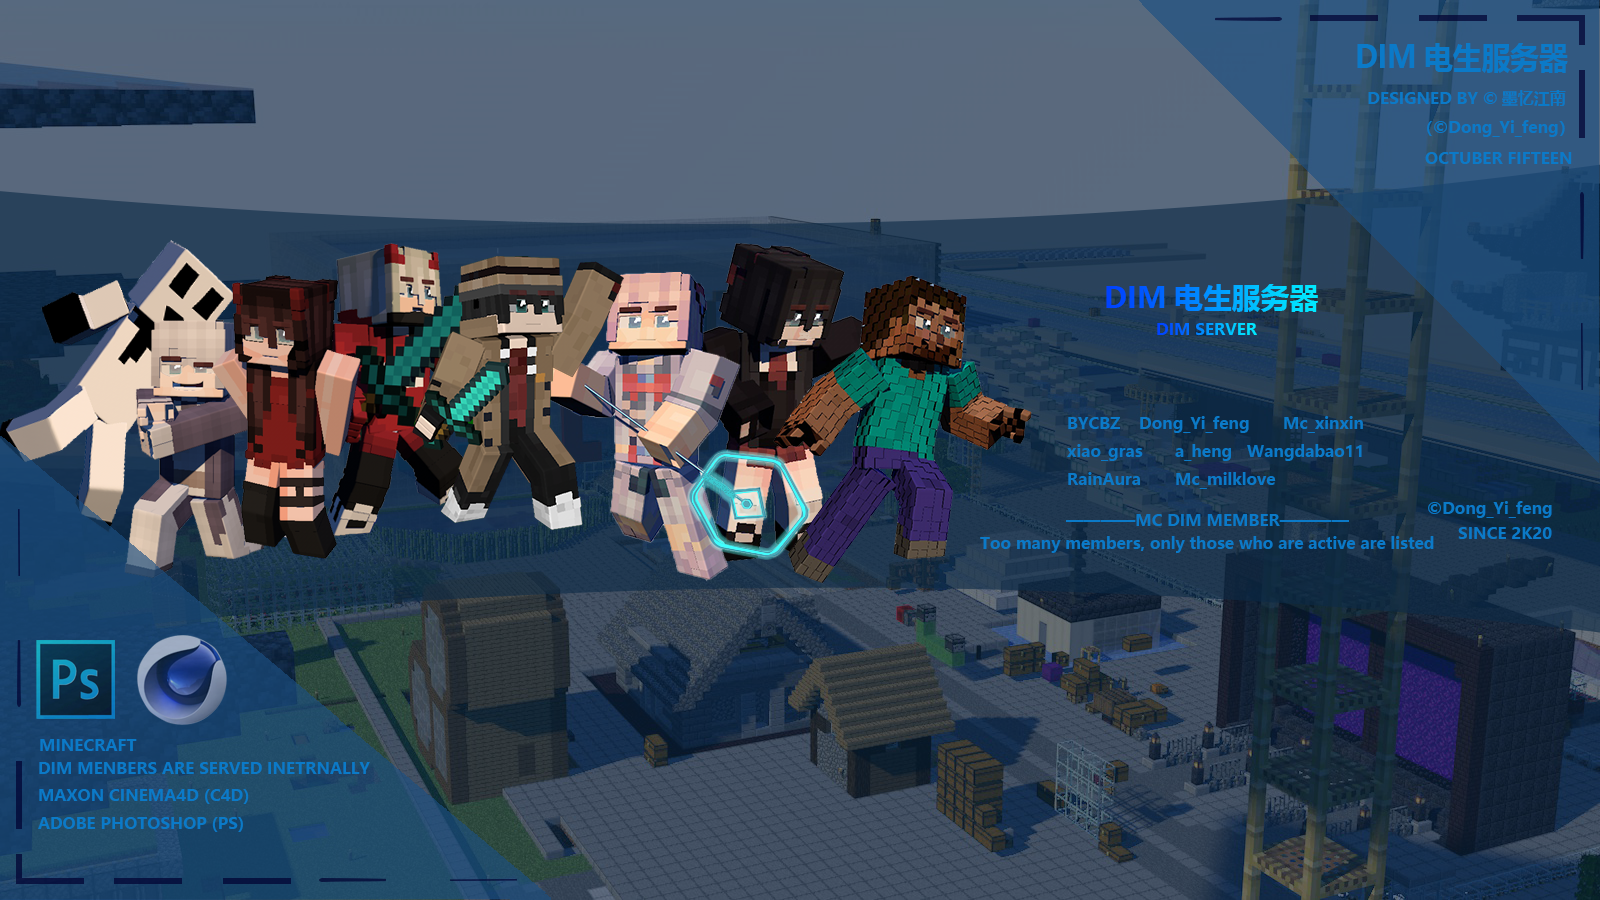 DIM 电生服务器
DESIGNED BY © 墨忆江南
(©Dong_Yi_feng)
OCTUBER FIFTEEN
DIM 电生服务器
DIM SERVER
BYCBZ Dong_Yi_feng Mc_xinxin
xiao_gras a_heng Wangdabao11
RainAura Mc_milklove
————MC DIM MEMBER————
Too many members, only those who are active are listed
©Dong_Yi_feng
SINCE 2K20
Ps
MINECRAFT
DIM MENBERS ARE SERVED INETRNALLY
MAXON CINEMA4D (C4D)
ADOBE PHOTOSHOP (PS)